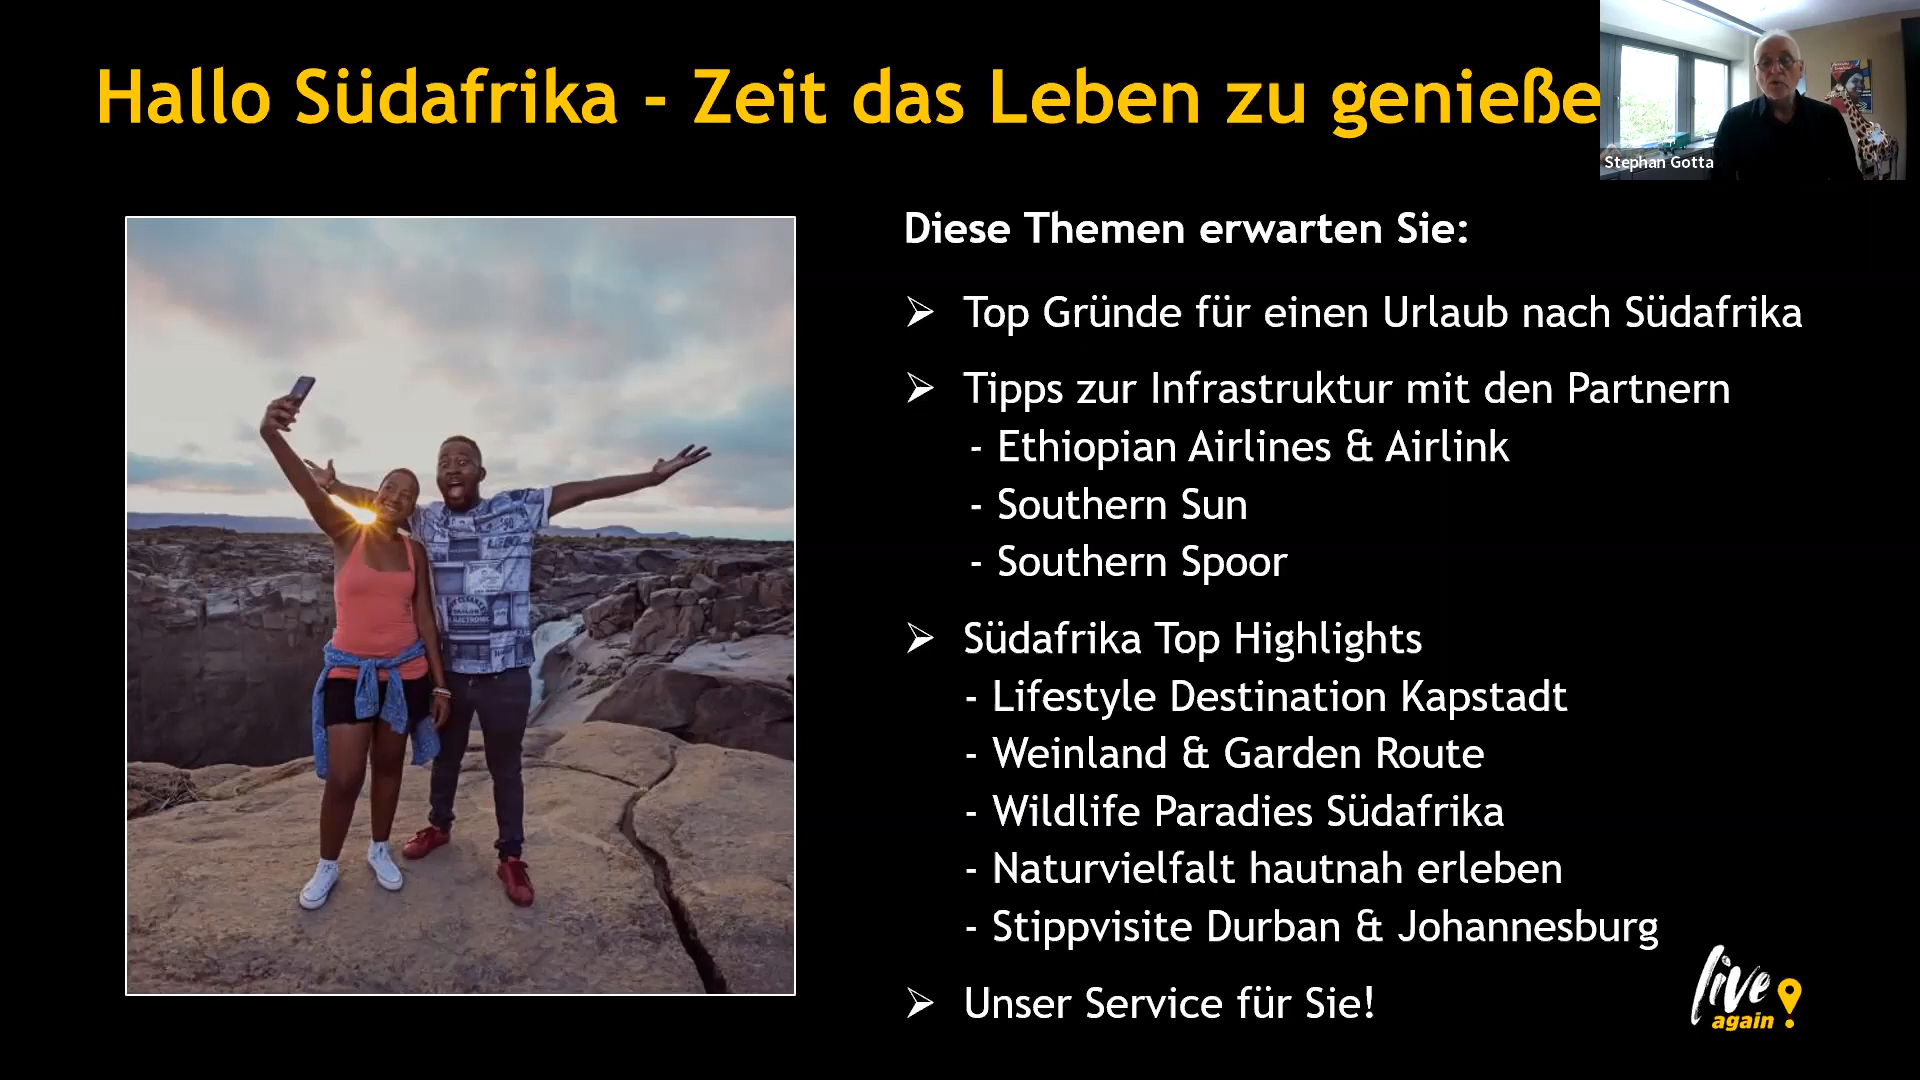 Hallo Südafrika - Zeit das Leben zu genieße
Stephan Gotta
Diese Themen erwarten Sie:
➢ Top Gründe für einen Urlaub nach Südafrika
➢ Tipps zur Infrastruktur mit den Partnern
- Ethiopian Airlines & Airlink
- Southern Sun
- Southern Spoor
➢ Südafrika Top Highlights
- Lifestyle Destination Kapstadt
- Weinland & Garden Route
- Wildlife Paradies Südafrika
- Naturvielfalt hautnah erleben
- Stippvisite Durban & Johannesburg
➢ Unser Service für Sie!
live
again